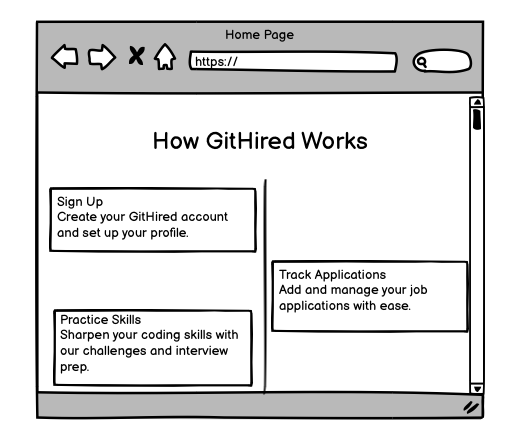 Home Page
https://
How GitHired Works
Sign Up
Create your GitHired account
and set up your profile.
Track Applications
Add and manage your job
applications with ease.
Practice Skills
Sharpen your coding skills with
our challenges and interview
prep.